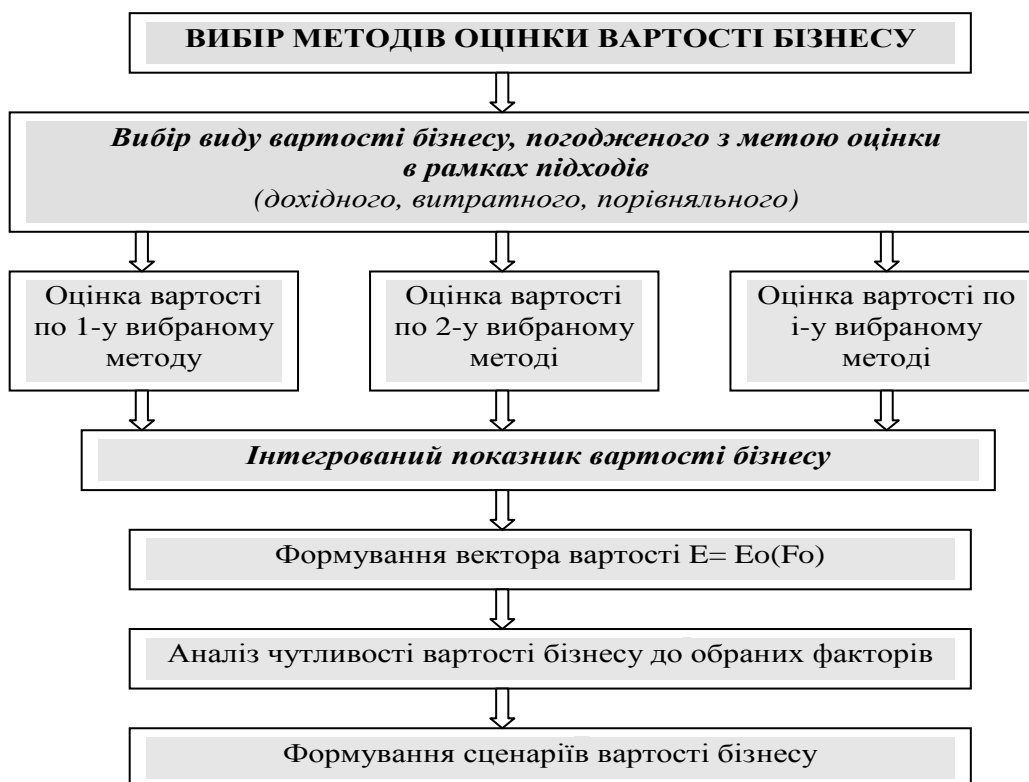 ВИБІР МЕТОДІВ ОЦІНКИ ВАРТОСТІ БІЗНЕСУ
Вибір виду вартості бізнесу, погодженого з метою оцінки
в рамках підходів
(дохідного, витратного, порівняльного)
Оцінка вартості
по 1-у вибраному
методу
Оцінка вартості
по 2-у вибраному
методі
Оцінка вартості по
і-у вибраному
методі
Інтегрований показник вартості бізнесу
Формування вектора вартості E= Eo(Fo)
Аналіз чутливості вартості бізнесу до обраних факторів
Формування сценаріїв вартості бізнесу